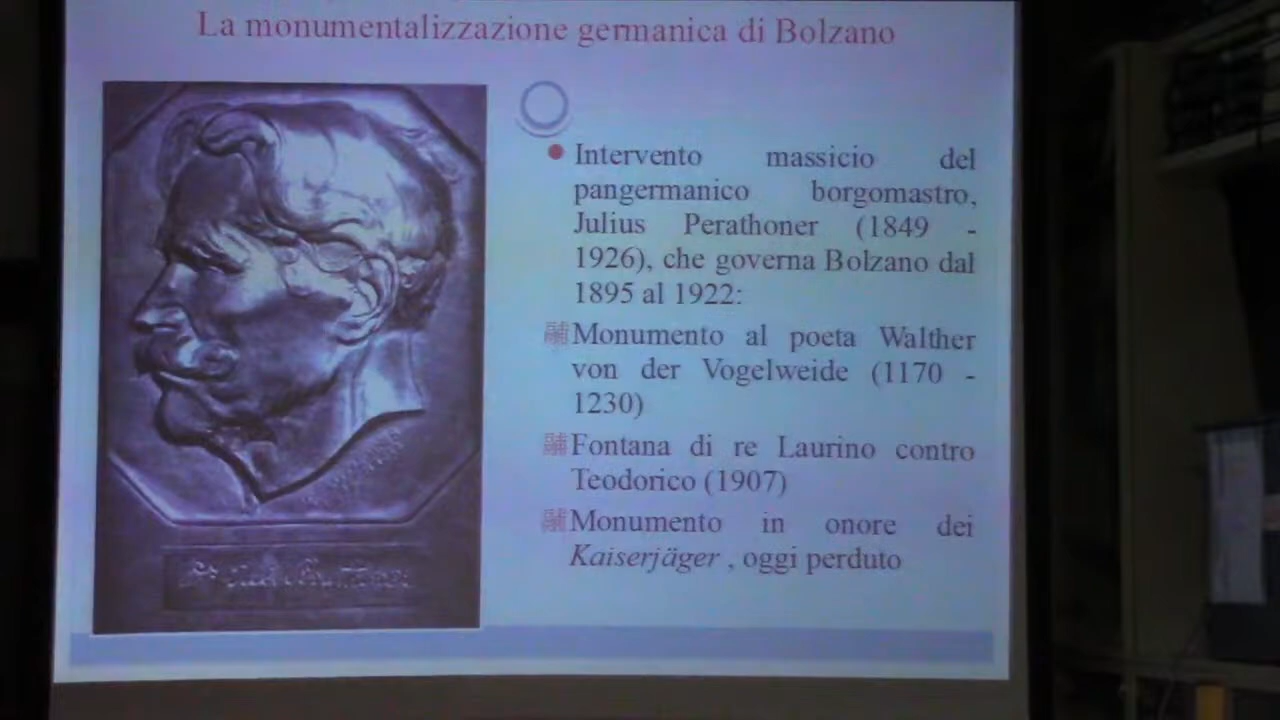 La monumentalizzazione germanica di Bolzano
Intervento massicio del
pangermanico borgomastro,
Julius Perathoner (1849 -
1926), che governa Bolzano dal
1895 al 1922:
Monumento al poeta Walther
von der Vogelweide (1170 -
1230)
Fontana di re Laurino contro
Teodorico (1907)
Monumento in onore dei
Kaiserjäger , oggi perduto